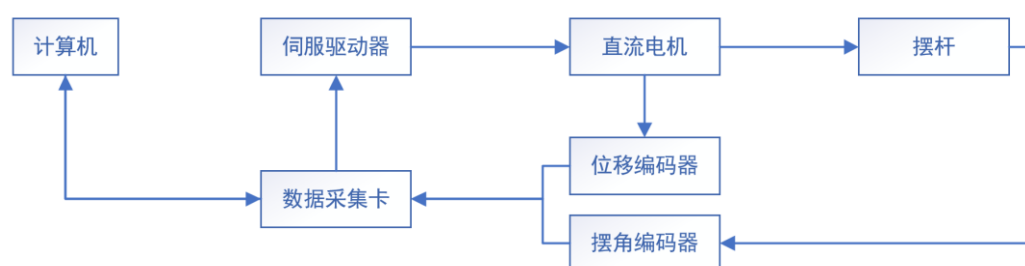 计算机
伺服驱动器
直流电机
摆杆
位移编码器
数据采集卡
摆角编码器